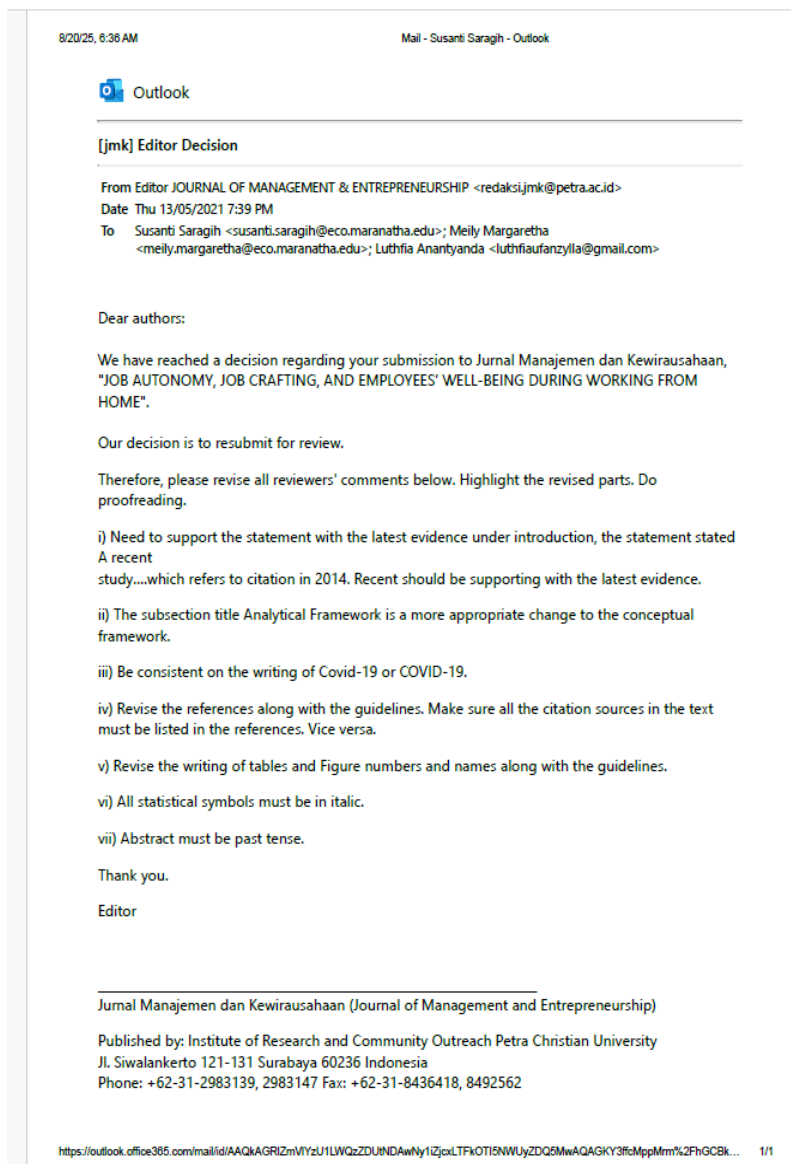 8/20/25, 6:36 AM
Mail - Susanti Saragih - Outlook
Outlook
[jmk] Editor Decision
From Editor JOURNAL OF MANAGEMENT & ENTREPRENEURSHIP <redaksi.jmk@petra.ac.id>
Date Thu 13/05/2021 7:39 PM
To Susanti Saragih <susanti.saragih@eco.maranatha.edu>; Meily Margaretha
<meily.margaretha@eco.maranatha.edu>; Luthfia Anantyanda <luthfiaufanzylla@gmail.com>
Dear authors:
We have reached a decision regarding your submission to Jurnal Manajemen dan Kewirausahaan,
"JOB AUTONOMY, JOB CRAFTING, AND EMPLOYEES' WELL-BEING DURING WORKING FROM
HOME".
Our decision is to resubmit for review.
Therefore, please revise all reviewers' comments below. Highlight the revised parts. Do
proofreading.
i) Need to support the statement with the latest evidence under introduction, the statement stated
A recent
study....which refers to citation in 2014. Recent should be supporting with the latest evidence.
ii) The subsection title Analytical Framework is a more appropriate change to the conceptual
framework.
iii) Be consistent on the writing of Covid-19 or COVID-19.
iv) Revise the references along with the guidelines. Make sure all the citation sources in the text
must be listed in the references. Vice versa.
v) Revise the writing of tables and Figure numbers and names along with the guidelines.
vi) All statistical symbols must be in italic.
vii) Abstract must be past tense.
Thank you.
Editor
Jurnal Manajemen dan Kewirausahaan (Journal of Management and Entrepreneurship)
Published by: Institute of Research and Community Outreach Petra Christian University
Jl. Siwalankerto 121-131 Surabaya 60236 Indonesia
Phone: +62-31-2983139, 2983147 Fax: +62-31-8436418, 8492562
1/1